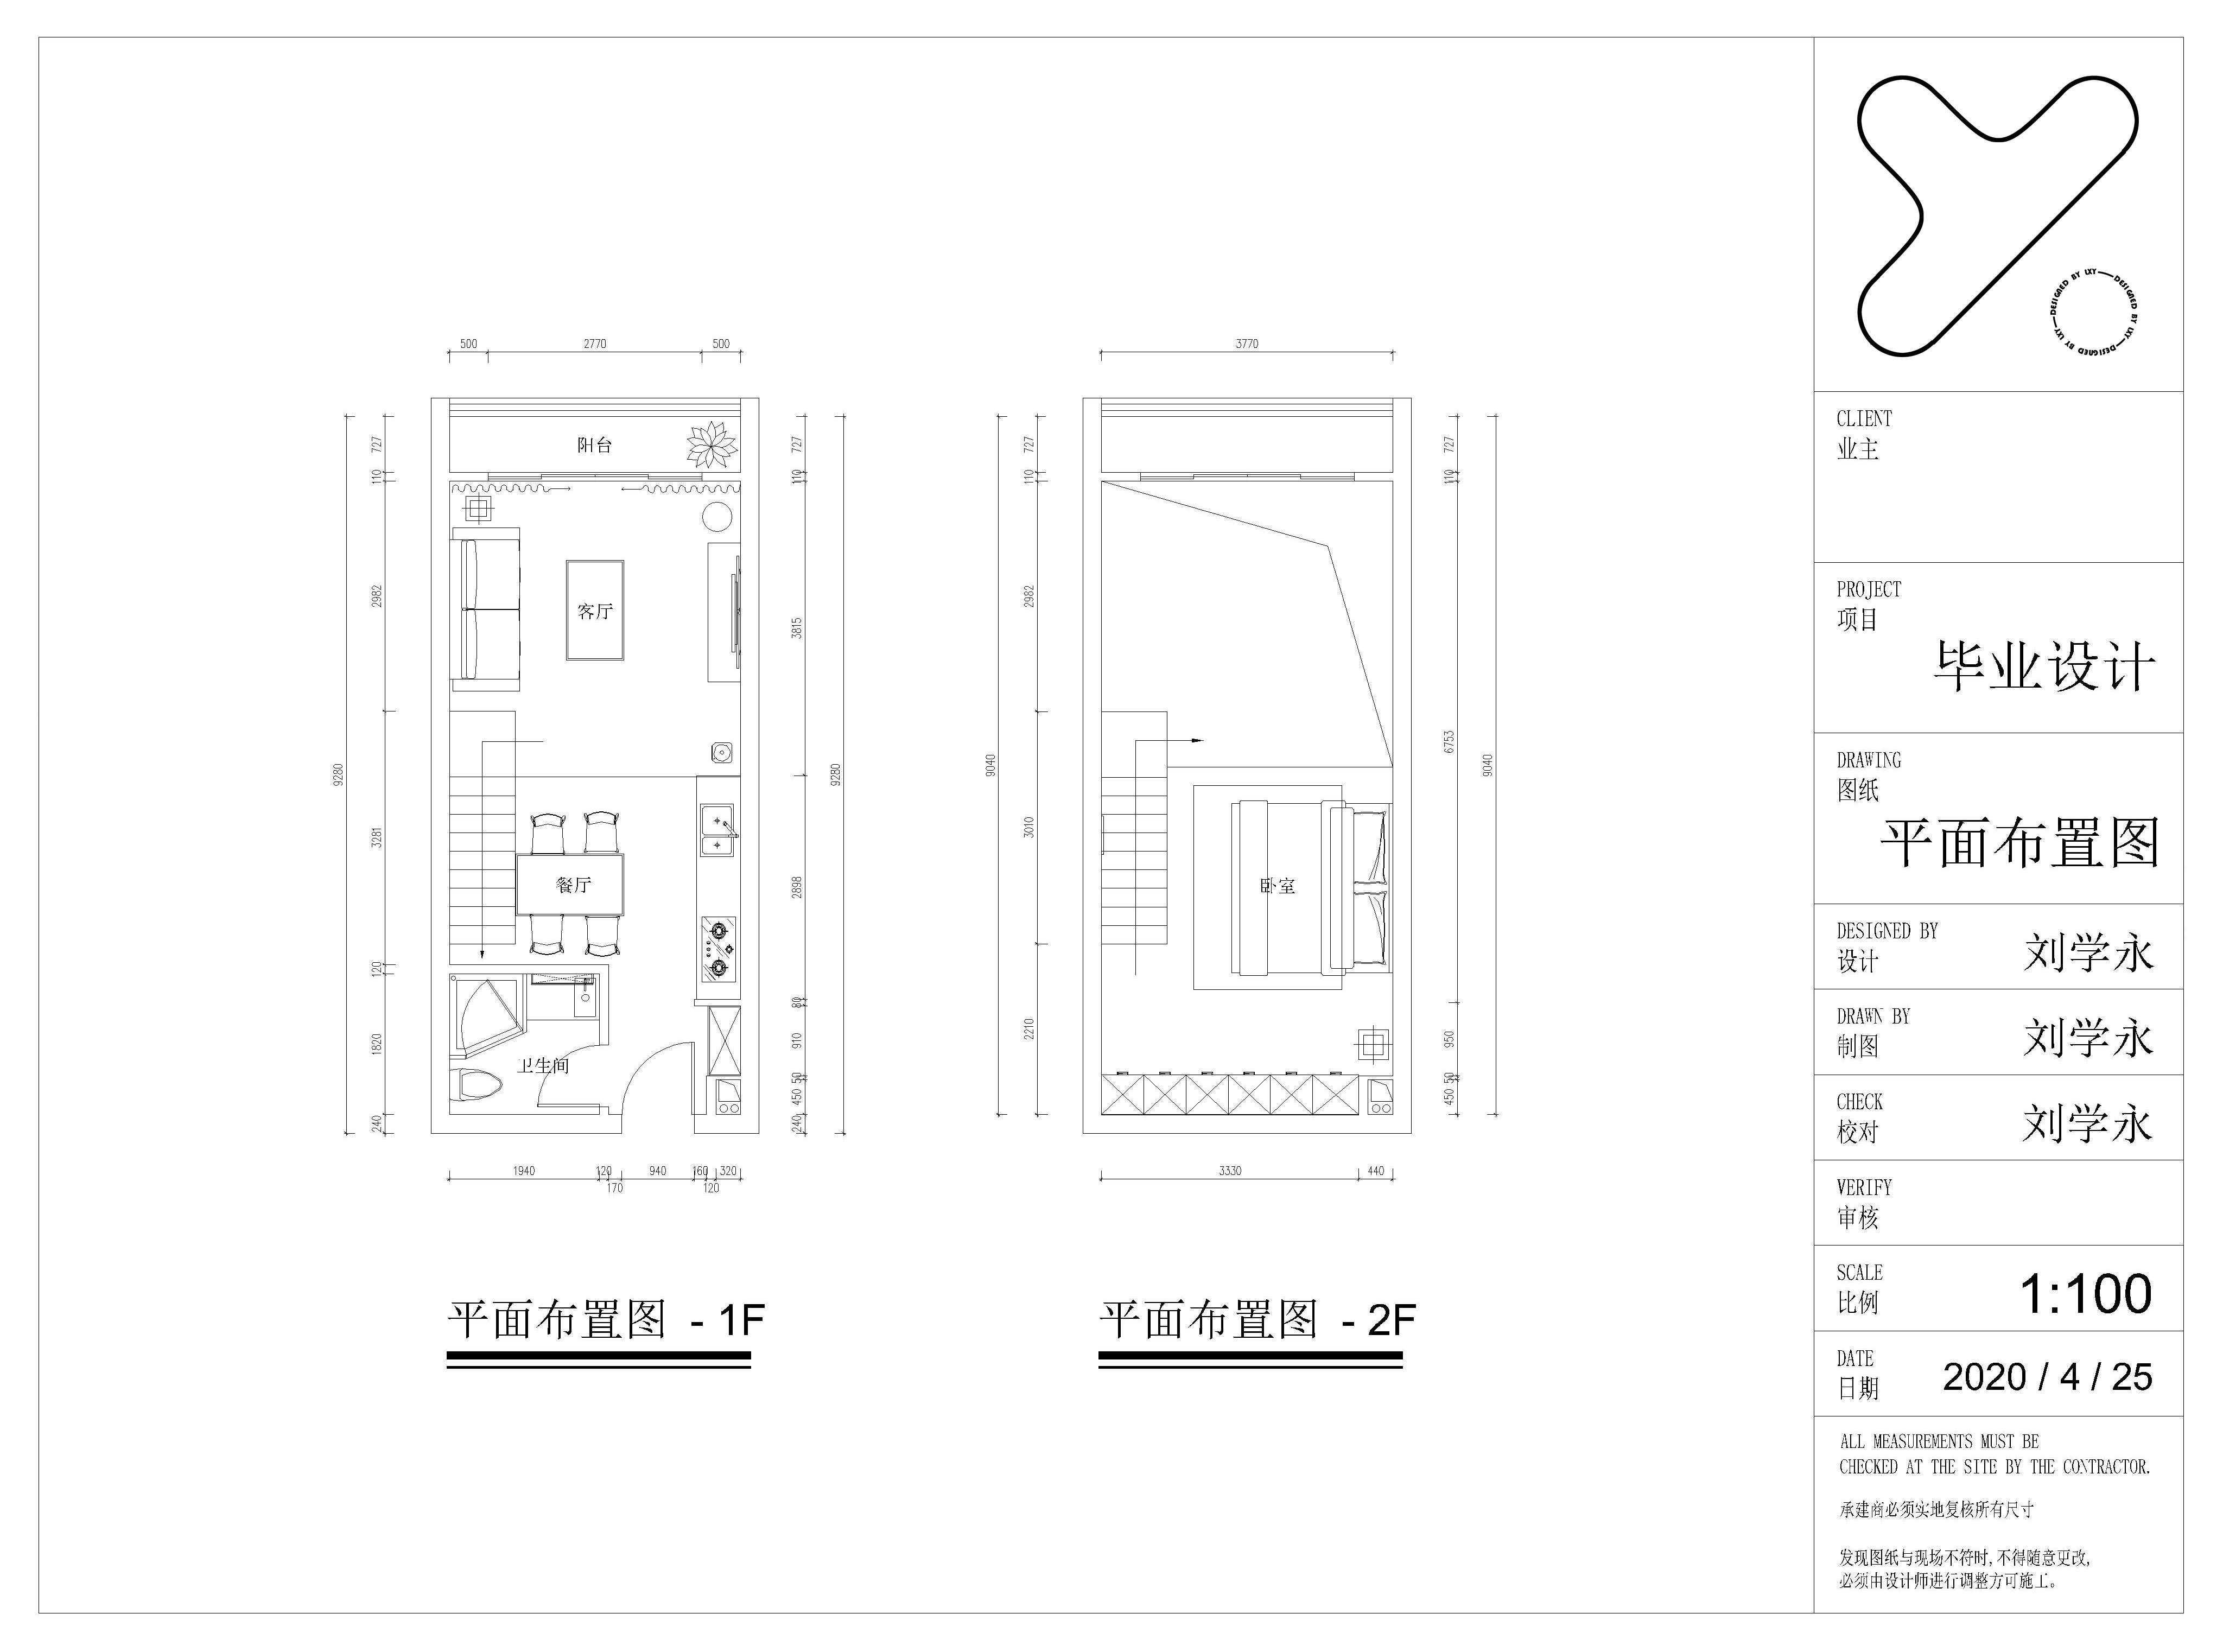 500 2770 500
727
110
2982
3281
120
1820
240
9280
阳台
客厅
餐厅
卫生间
727
110
3815
2898
80
910
50
450
240
9280
1940 120 940 160 320
170 120
平面布置图 - 1F
3770
727
110
2982
3010
2210
9040
卧室
727
110
6753
950
50
450
9040
3330 440
平面布置图 - 2F
DESIGNED BY LXY—DESIGNED BY LXY—DESIGNED BY LXY—
CLIENT
业主
PROJECT
项目
毕业设计
DRAWING
图纸
平面布置图
DESIGNED BY
设计
刘学永
DRAWN BY
制图
刘学永
CHECK
校对
刘学永
VERIFY
审核
SCALE
比例
1:100
DATE
日期
2020 / 4 / 25
ALL MEASUREMENTS MUST BE
CHECKED AT THE SITE BY THE CONTRACTOR.
承建商必须实地复核所有尺寸
发现图纸与现场不符时,不得随意更改,
必须由设计师进行调整方可施工。